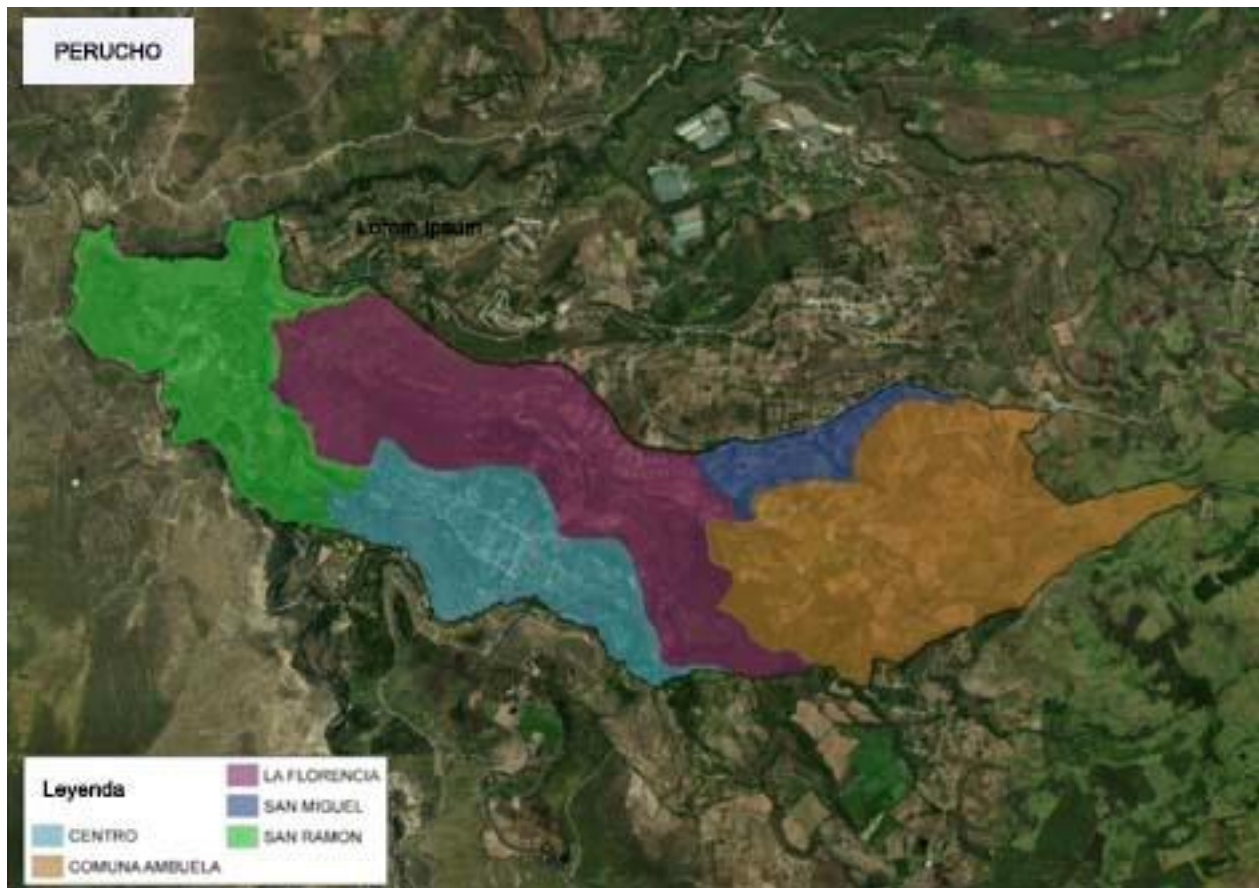 PERUCHO
Lorem Ipsum
Leyenda
CENTRO
COMUNA AMBUELA
LA FLORENCIA
SAN MIGUEL
SAN RAMON